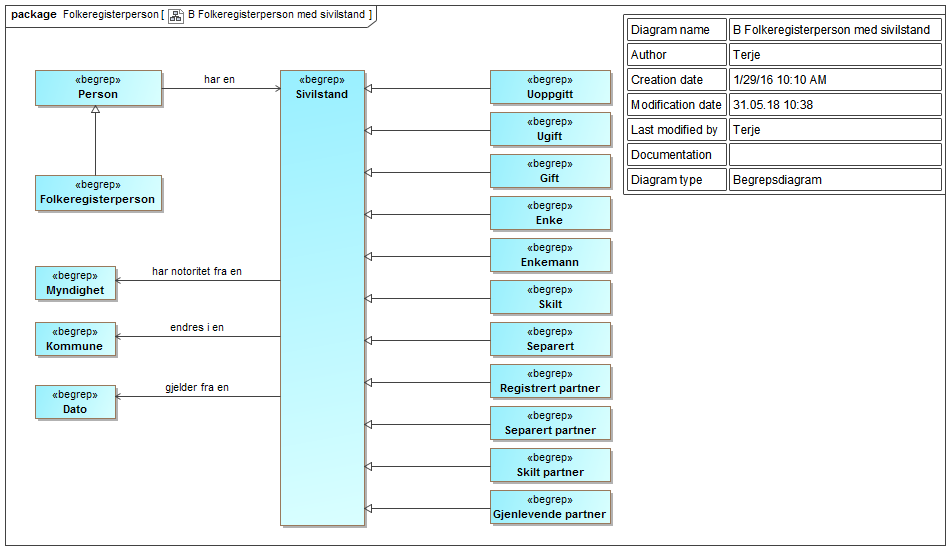 package Folkeregisterperson [ B Folkeregisterperson med sivilstand ]
Diagram name B Folkeregisterperson med sivilstand
Author Terje
Creation date 1/29/16 10:10 AM
Modification date 31.05.18 10:38
Last modified by Terje
Documentation
Diagram type Begrepsdiagram
«begrep»
Person
har en
«begrep»
Sivilstand
«begrep»
Folkeregisterperson
«begrep»
Myndighet
har notoritet fra en
«begrep»
Kommune
endres i en
«begrep»
Dato
gjelder fra en
«begrep»
Uoppgitt
«begrep»
Ugift
«begrep»
Gift
«begrep»
Enke
«begrep»
Enkemann
«begrep»
Skilt
«begrep»
Separert
«begrep»
Registrert partner
«begrep»
Separert partner
«begrep»
Skilt partner
«begrep»
Gjenlevende partner